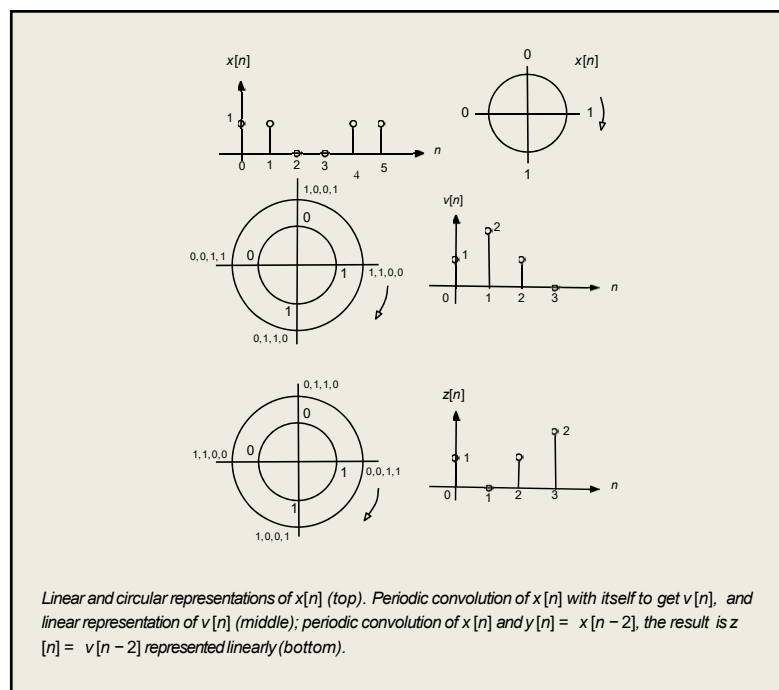 x[n]
1
0 1 2 3 4 5 n
0
x[n]
0 1
1
1,0,0,1
0
0,0,1,1 0 1 1,1,0,0
1
0,1,1,0
v[n]
2
1
0 1 2 3 n
0,1,1,0
0
1,1,0,0 0 1 0,0,1,1
1
1,0,0,1
z[n]
2
1
0 1 2 3 n
Linear and circular representations of x[n] (top). Periodic convolution of x[n] with itself to get v[n], and
linear representation of v[n] (middle); periodic convolution of x[n] and y[n] = x[n − 2], the result is z
[n] = v[n − 2] represented linearly (bottom).